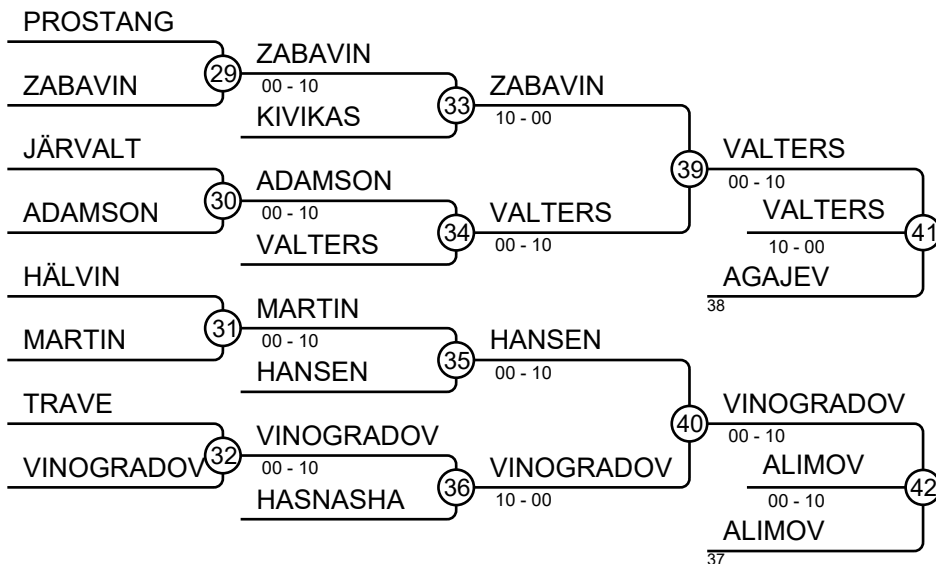 PROSTANG
29
ZABAVIN
ZABAVIN
00 - 10
KIVIKAS
33
ZABAVIN
10 - 00
JÄRVALT
30
ADAMSON
ADAMSON
00 - 10
VALTERS
34
VALTERS
00 - 10
39
VALTERS
00 - 10
VALTERS
10 - 00
41
AGAJEV
38
HÄLVIN
31
MARTIN
MARTIN
00 - 10
HANSEN
35
HANSEN
00 - 10
TRAVE
32
VINOGRADOV
VINOGRADOV
00 - 10
HASNASHA
36
VINOGRADOV
10 - 00
40
VINOGRADOV
00 - 10
ALIMOV
00 - 10
42
ALIMOV
37